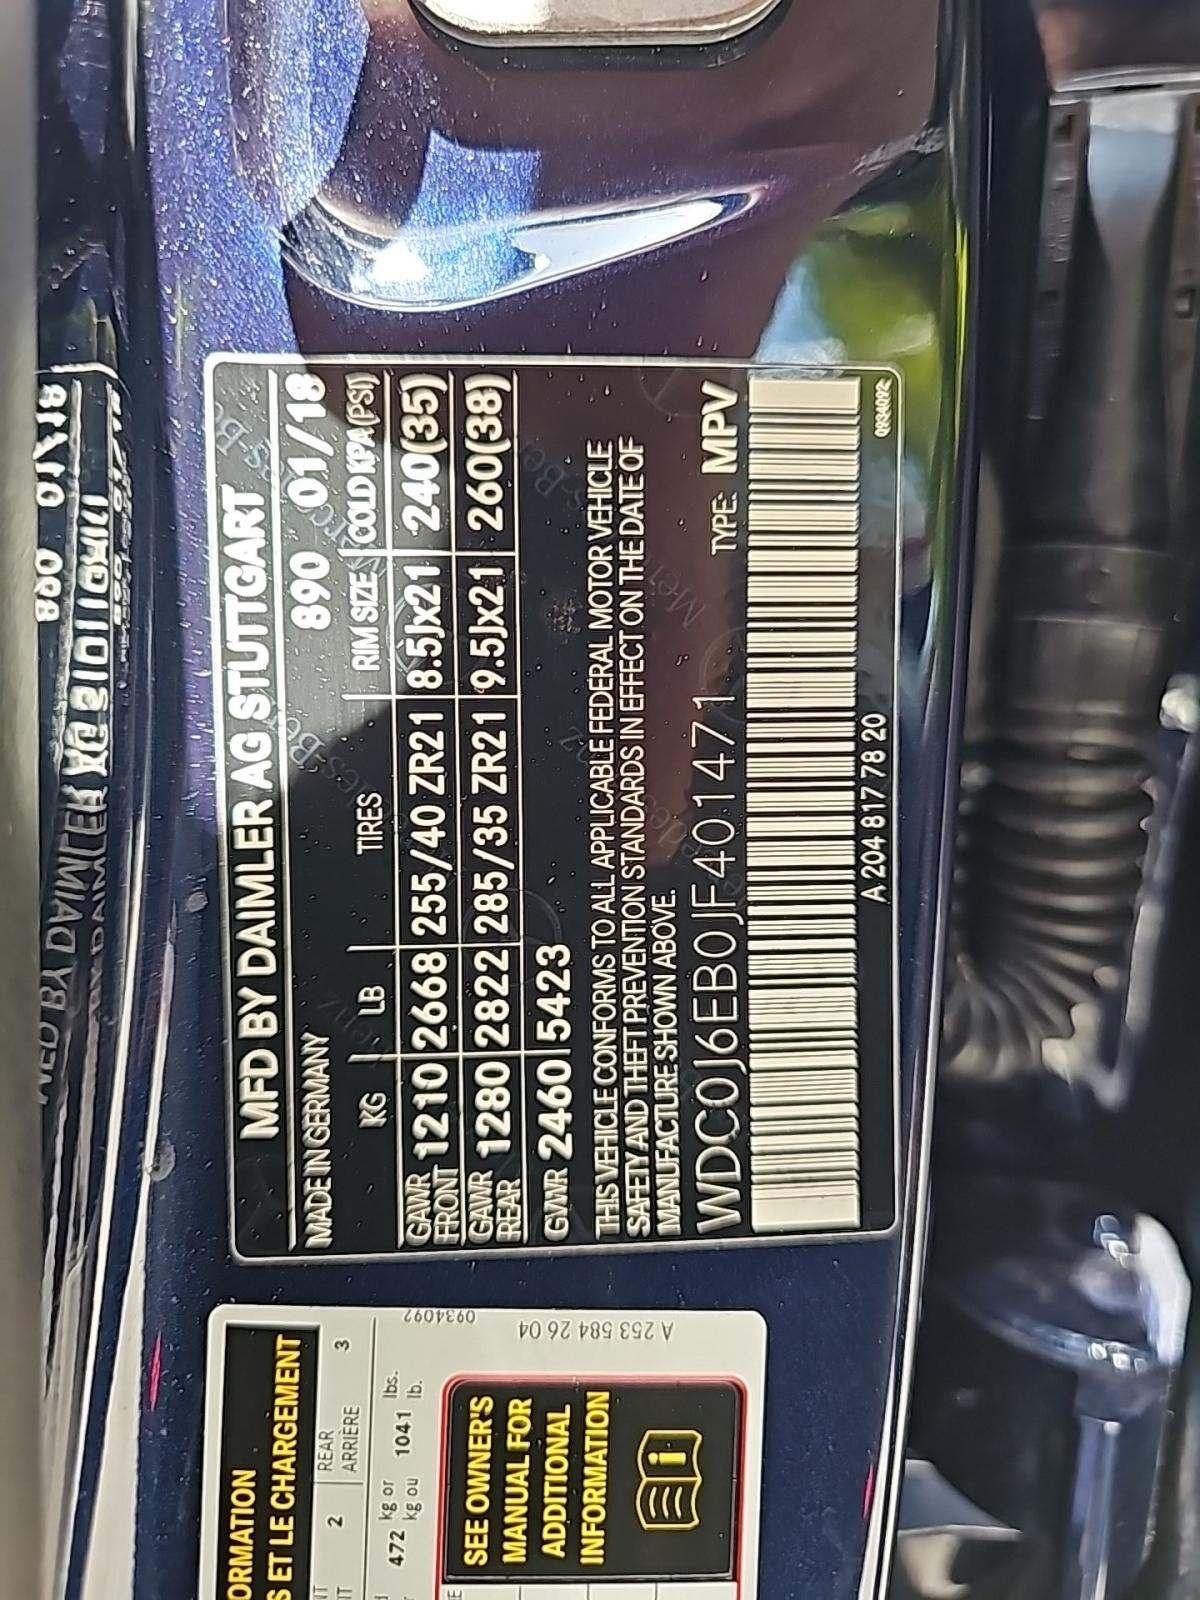 MFD BY DAIMLER AG STUTTGART
MADE IN GERMANY 890 01/18
KG LB TIRES RIM SIZE COLD KPA(PSI)
GAWR FRONT 1210 2668 255/40 ZR21 8.5Jx21 240(35)
GAWR REAR 1280 2822 285/35 ZR21 9.5Jx21 260(38)
GVWR 2460 5423
THIS VEHICLE CONFORMS TO ALL APPLICABLE FEDERAL MOTOR VEHICLE
SAFETY AND THEFT PREVENTION STANDARDS IN EFFECT ON THE DATE OF
MANUFACTURE SHOWN ABOVE.
WDC0J6EB0JF401471 TYPE: MPV
A 204 817 78 20
0934092
ORMATION
S ET LE CHARGEMENT
2 REAR ARRIÈRE 3
472 kg or lbs.
kg ou 1041 lb.
SEE OWNER'S
MANUAL FOR
ADDITIONAL
INFORMATION
0934092
A 253 584 26 04